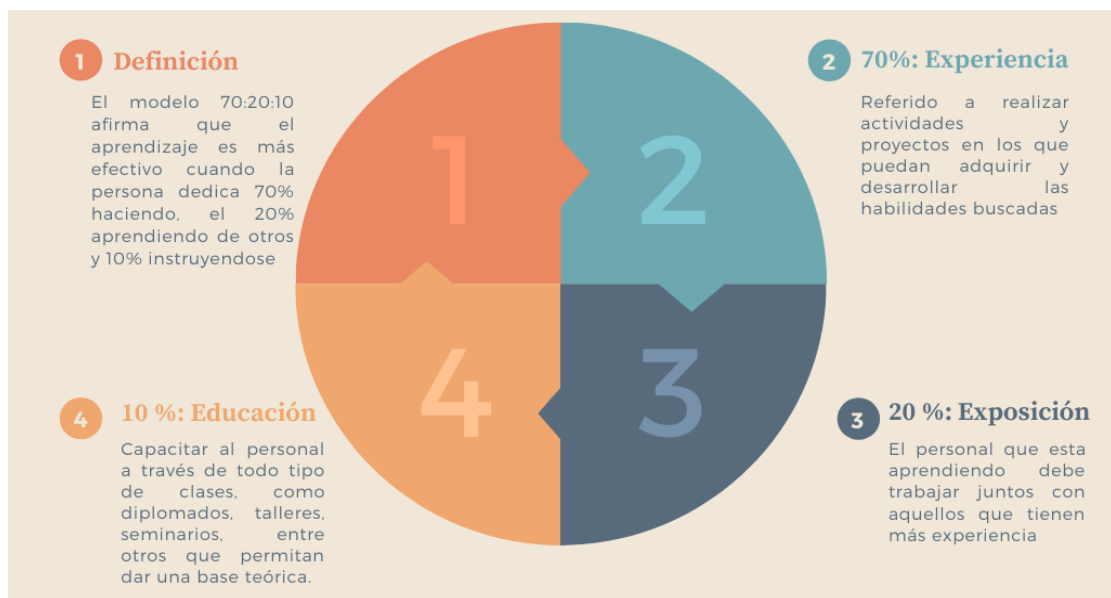 1 Definición
El modelo 70:20:10
afirma que el
aprendizaje es más
efectivo cuando la
persona dedica 70%
haciendo, el 20%
aprendiendo de otros
y 10% instruyendose
2 70%: Experiencia
Referido a realizar
actividades y
proyectos en los que
puedan adquirir y
desarrollar las
habilidades buscadas
1
2
4
3
4 10 %: Educación
Capacitar al personal
a través de todo tipo
de clases, como
diplomados, talleres,
seminarios, entre
otros que permitan
dar una base teórica.
3 20 %: Exposición
El personal que esta
aprendiendo debe
trabajar juntos con
aquellos que tienen
más experiencia